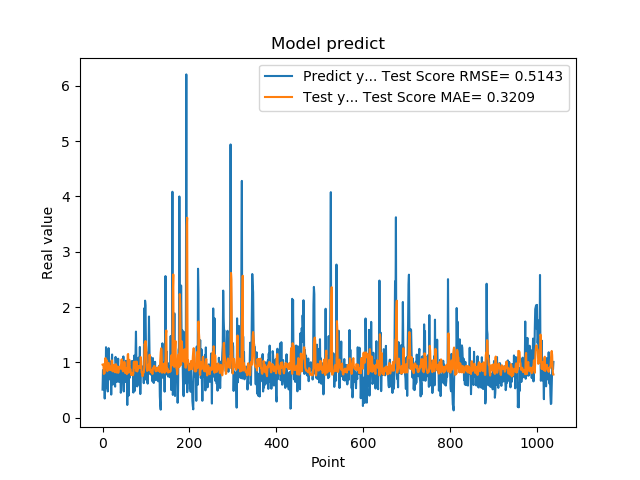 Model predict
Predict y... Test Score RMSE= 0.5143
Test y... Test Score MAE= 0.3209
Real value
6
5
4
3
2
1
0
0 200 400 600 800 1000
Point